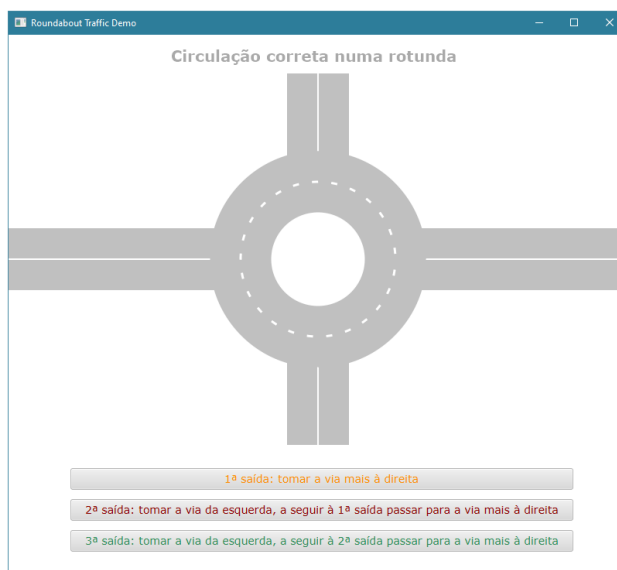 Roundabout Traffic Demo
Circulação correta numa rotunda
1ª saída: tomar a via mais à direita
2ª saída: tomar a via da esquerda, a seguir à 1ª saída passar para a via mais à direita
3ª saída: tomar a via da esquerda, a seguir à 2ª saída passar para a via mais à direita